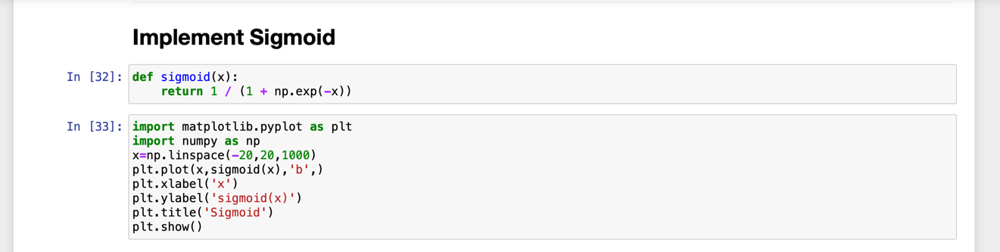 Implement Sigmoid
In [32]: def sigmoid(x):
    return 1 / (1 + np.exp(-x))
In [33]: import matplotlib.pyplot as plt
import numpy as np
x=np.linspace(-20,20,1000)
plt.plot(x,sigmoid(x),'b',)
plt.xlabel('x')
plt.ylabel('sigmoid(x)')
plt.title('Sigmoid')
plt.show()